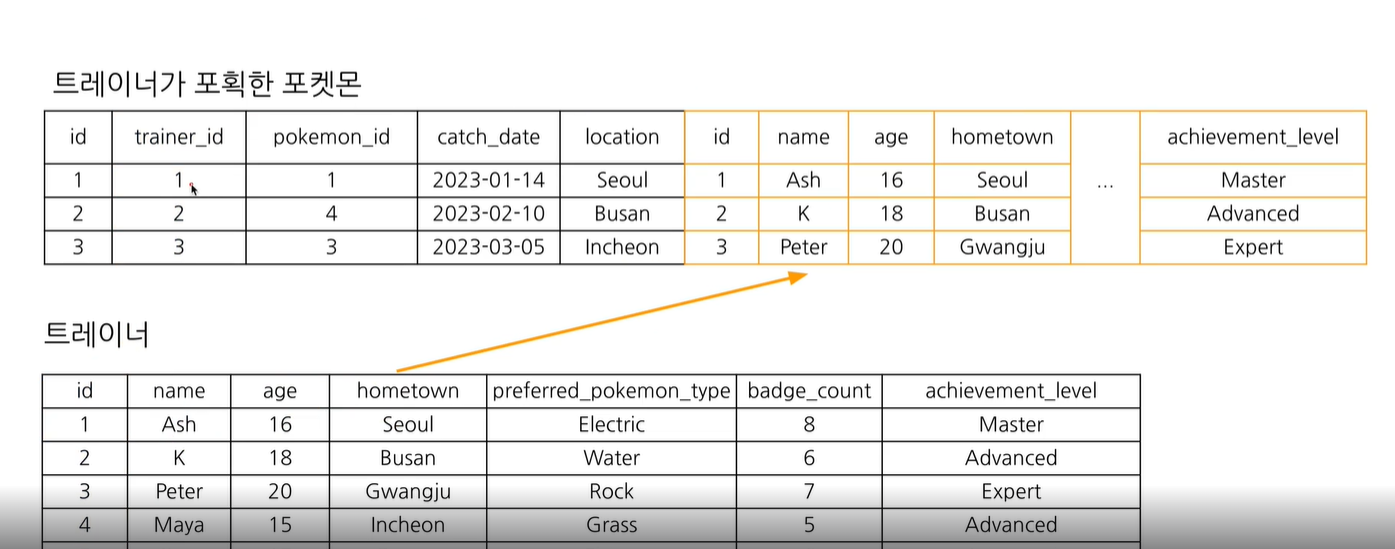 트레이너가 포획한 포켓몬
id trainer_id pokemon_id catch_date location id name age hometown ... achievement_level
1 1 1 2023-01-14 Seoul 1 Ash 16 Seoul Master
2 2 4 2023-02-10 Busan 2 K 18 Busan Advanced
3 3 3 2023-03-05 Incheon 3 Peter 20 Gwangju Expert
트레이너
id name age hometown preferred_pokemon_type badge_count achievement_level
1 Ash 16 Seoul Electric 8 Master
2 K 18 Busan Water 6 Advanced
3 Peter 20 Gwangju Rock 7 Expert
4 Maya 15 Incheon Grass 5 Advanced